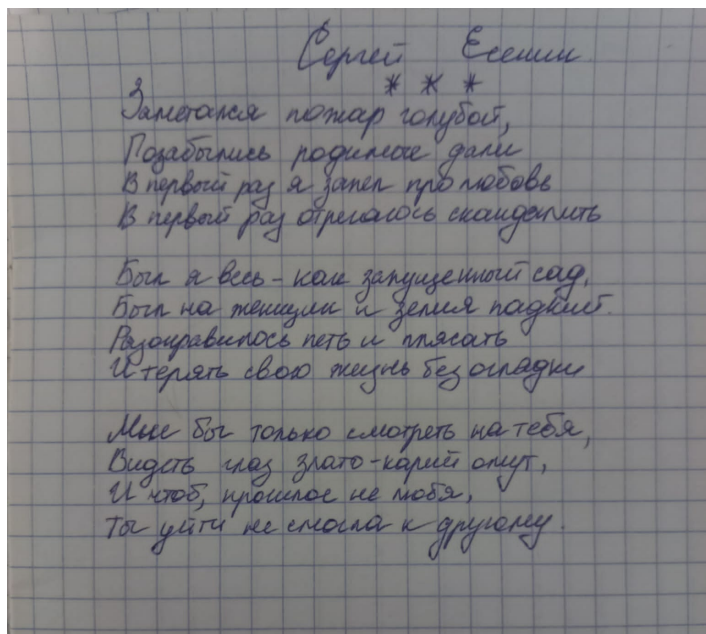 Сергей Есенин
* * *
Заметался пожар голубой,
Позабылись родимые дали
В первый раз я запел про любовь
В первый раз отрекаюсь скандалить
Был я весь - как запущенный сад,
Был на женщин и зелия падкий.
Разонравилось петь и плясать
И терять свою жизнь без оглядки
Мне бы только смотреть на тебя,
Видеть глаз злато-карий омут,
И чтоб, прошлое не любя,
Ты уйти не смогла к другому.